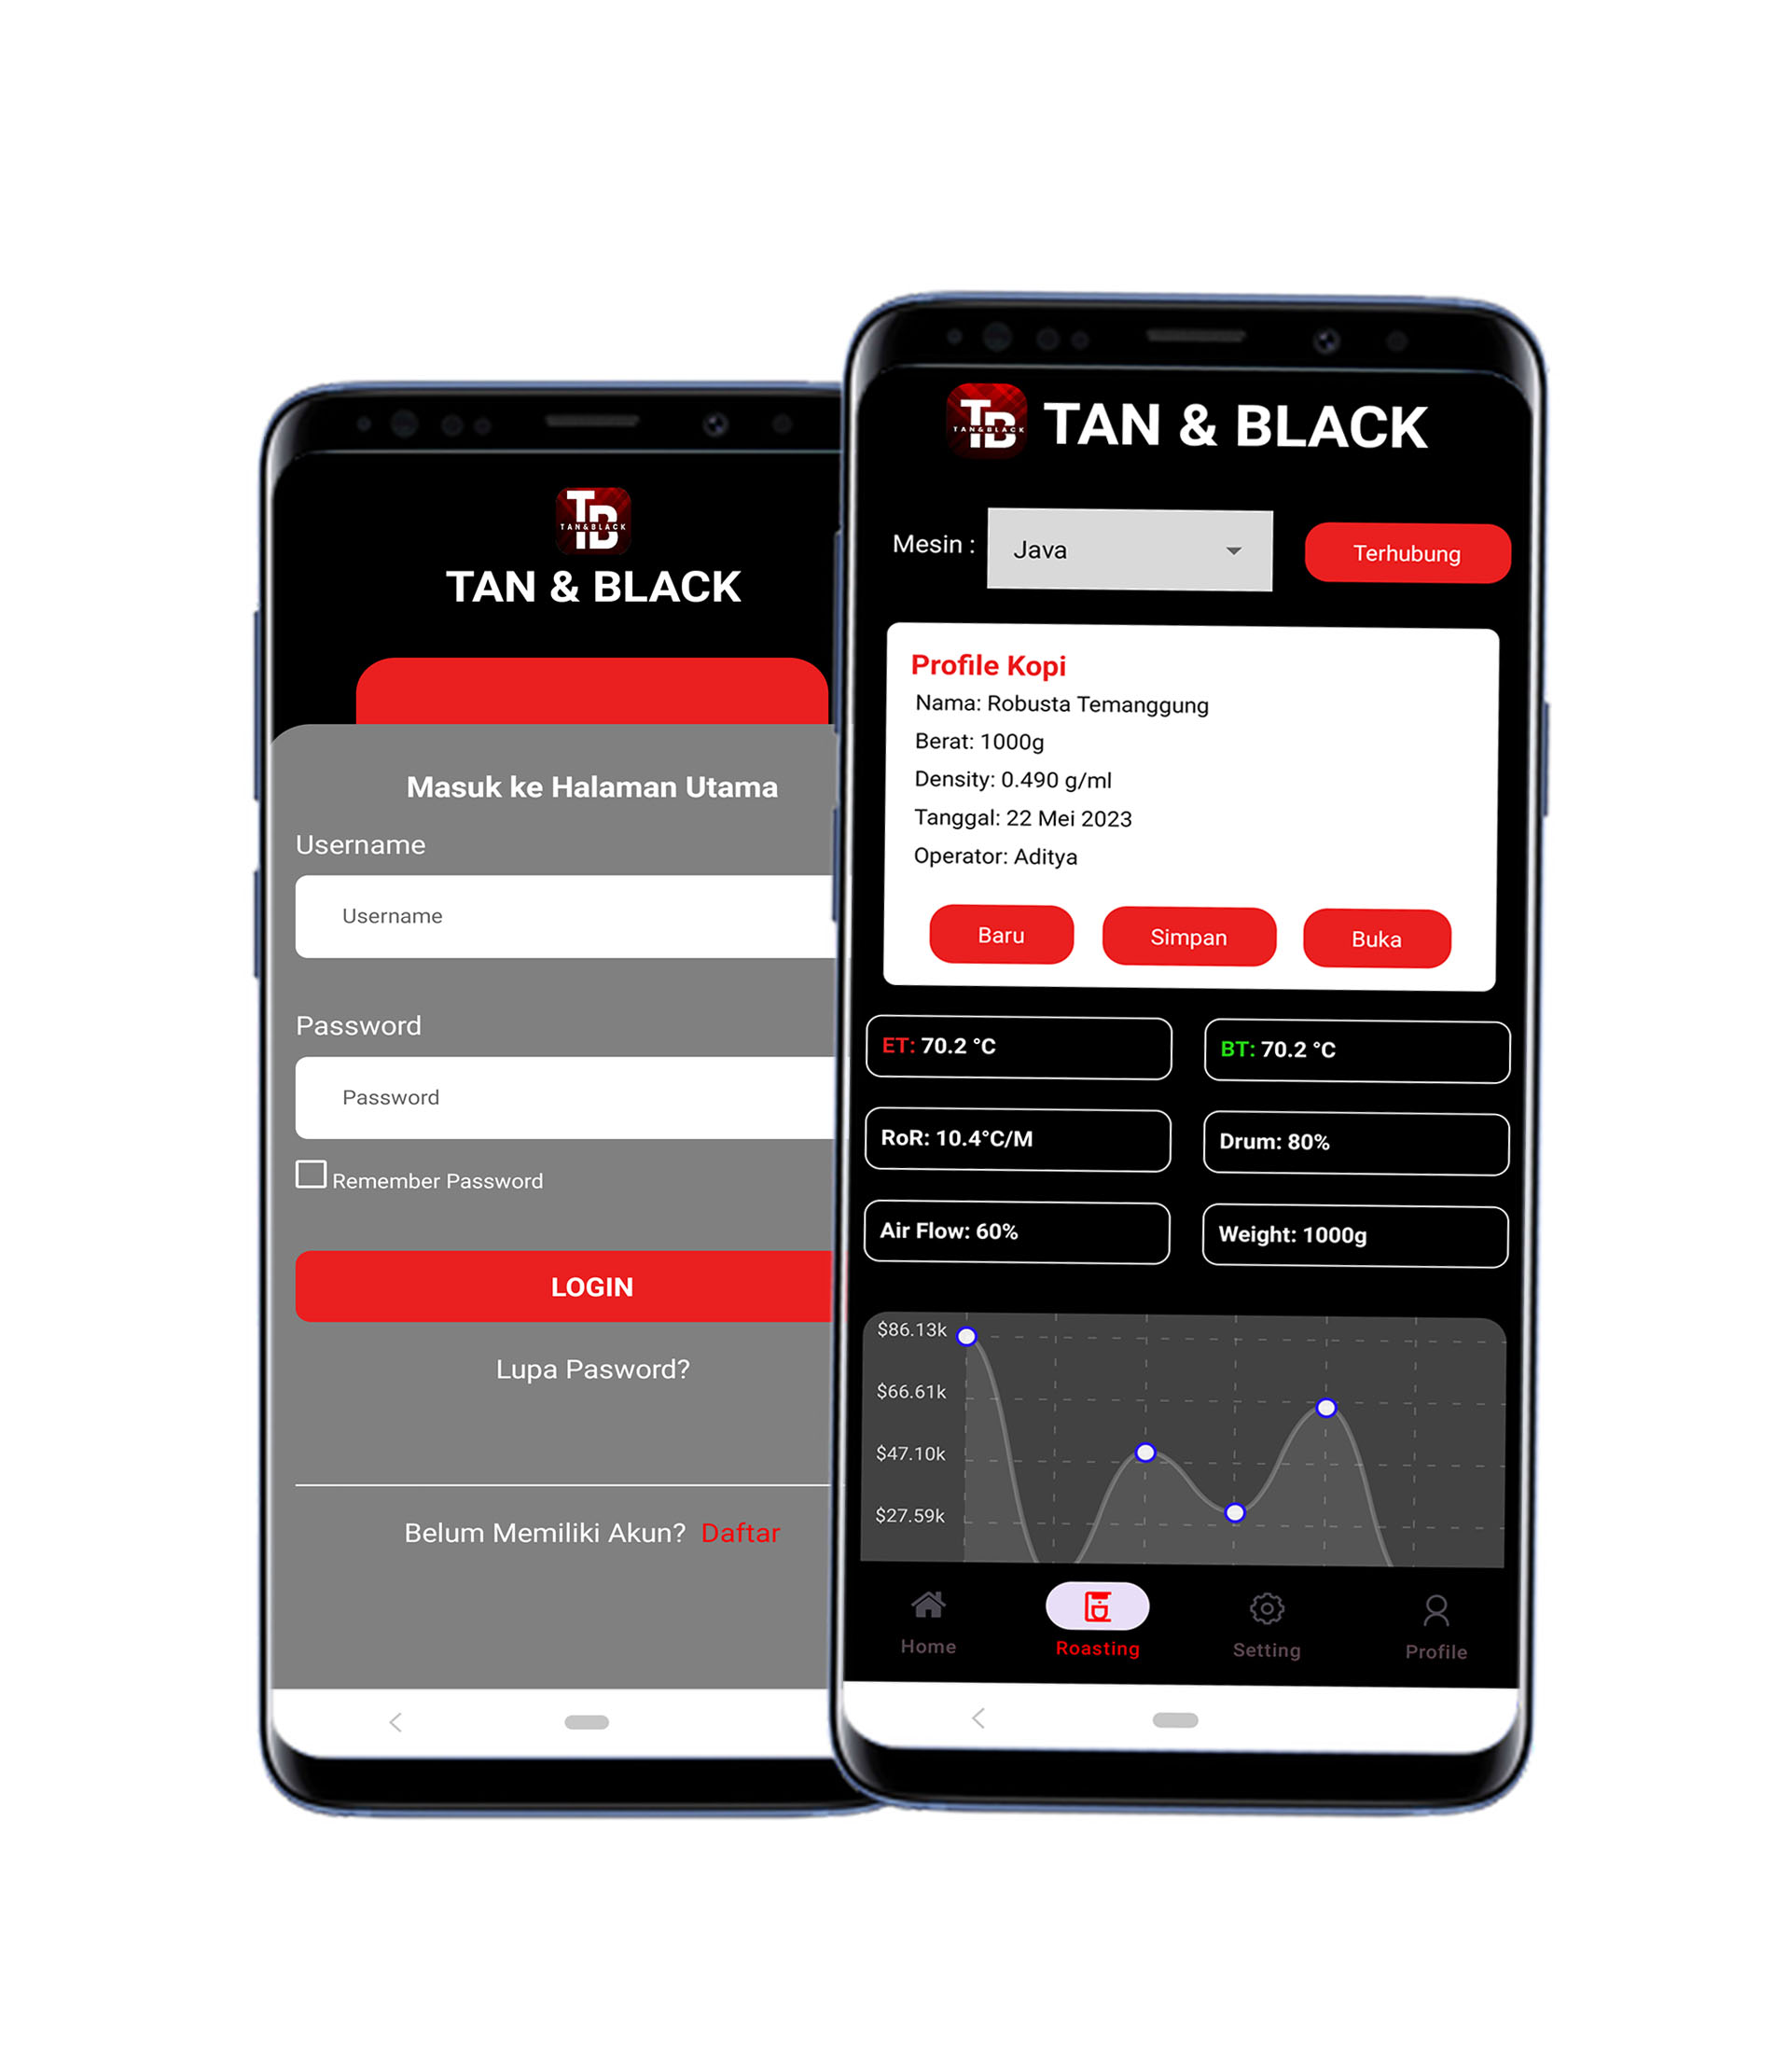 TB
TAN&BLACK
TAN & BLACK
Masuk ke Halaman Utama
Username
Username
Password
Password
Remember Password
LOGIN
Lupa Pasword?
Belum Memiliki Akun? Daftar
TB
TAN&BLACK
TAN & BLACK
Mesin : Java Terhubung
Profile Kopi
Nama: Robusta Temanggung
Berat: 1000g
Density: 0.490 g/ml
Tanggal: 22 Mei 2023
Operator: Aditya
Baru Simpan Buka
ET: 70.2 °C BT: 70.2 °C
RoR: 10.4°C/M Drum: 80%
Air Flow: 60% Weight: 1000g
$86.13k
$66.61k
$47.10k
$27.59k
Home Roasting Setting Profile